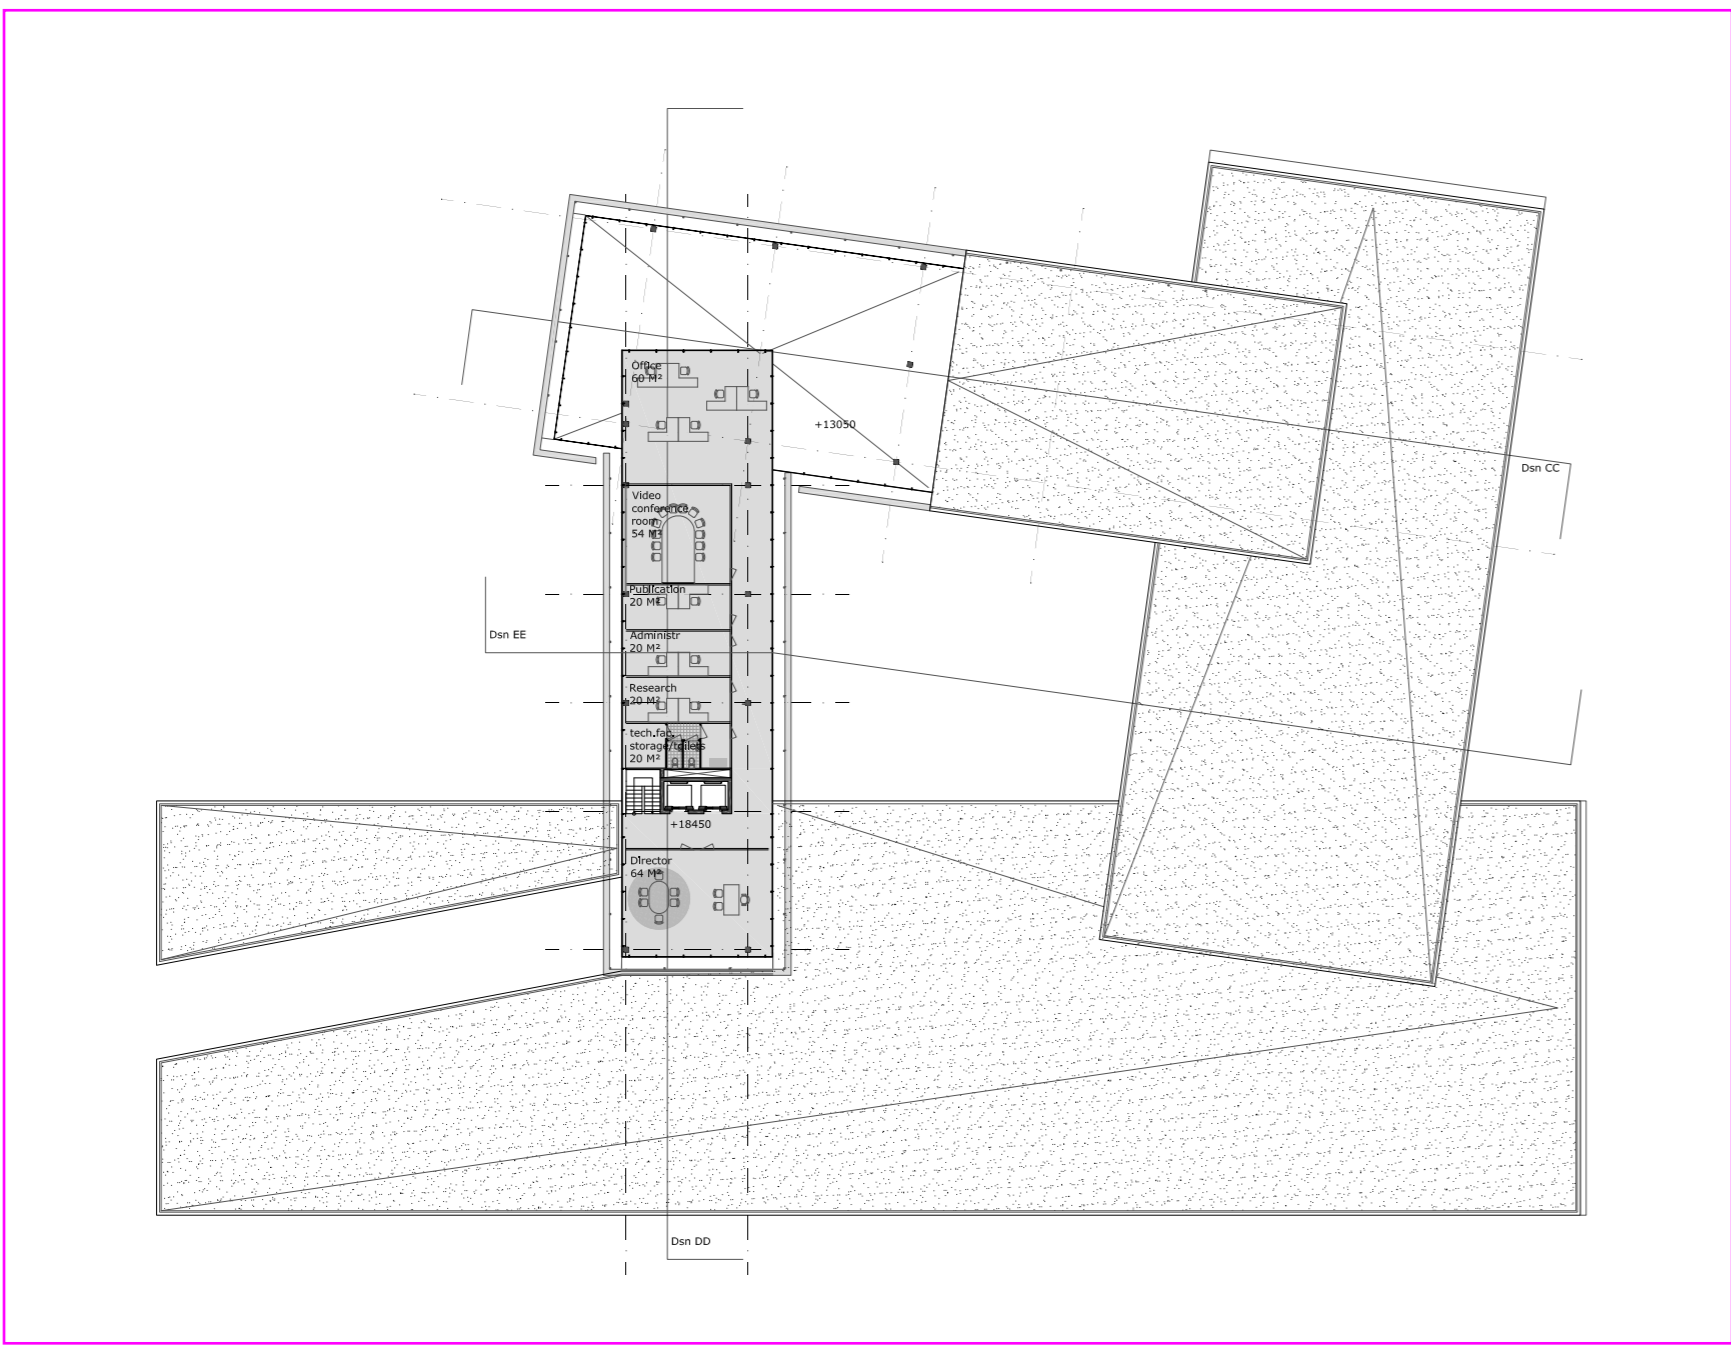 Office
60 M²
+13050
Dsn CC
Video
conference
room
54 M²
Publication
20 M²
Dsn EE
Administr
20 M²
Research
20 M²
tech.fac.
storage/toilets
20 M²
+18450
Director
64 M²
Dsn DD